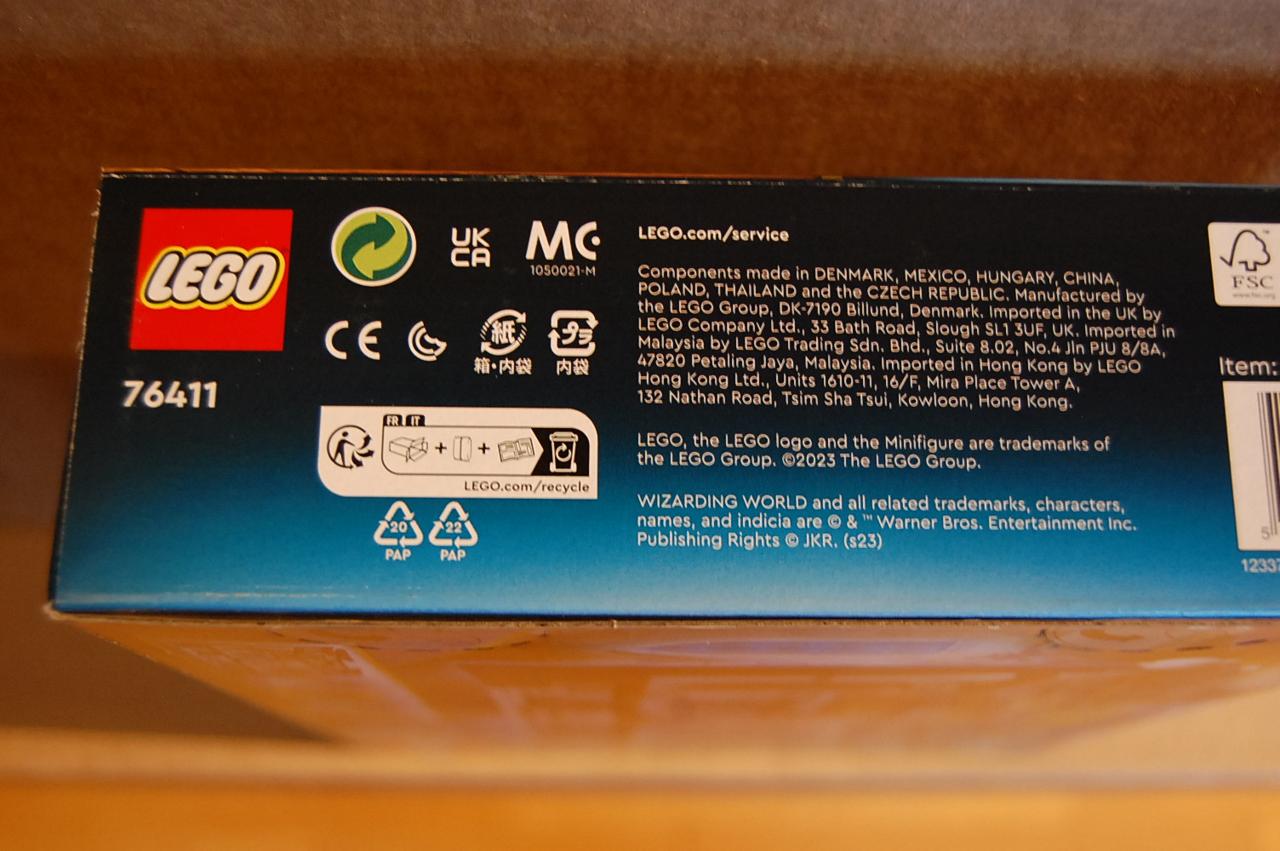 LEGO
76411
UK
CA
MC
1050021-M
CE
紙
箱・内袋
プラ
内袋
FR IT
LEGO.com/recycle
20
PAP
22
PAP
LEGO.com/service
Components made in DENMARK, MEXICO, HUNGARY, CHINA,
POLAND, THAILAND and the CZECH REPUBLIC. Manufactured by
the LEGO Group, DK-7190 Billund, Denmark. Imported in the UK by
LEGO Company Ltd., 33 Bath Road, Slough SL1 3UF, UK. Imported in
Malaysia by LEGO Trading Sdn. Bhd., Suite 8.02, No.4 Jln PJU 8/8A,
47820 Petaling Jaya, Malaysia. Imported in Hong Kong by LEGO
Hong Kong Ltd., Units 1610-11, 16/F, Mira Place Tower A,
132 Nathan Road, Tsim Sha Tsui, Kowloon, Hong Kong.
LEGO, the LEGO logo and the Minifigure are trademarks of
the LEGO Group. ©2023 The LEGO Group.
WIZARDING WORLD and all related trademarks, characters,
names, and indicia are © & ™ Warner Bros. Entertainment Inc.
Publishing Rights © JKR. (s23)
FSC
www.fsc.org
Item:
5
12337